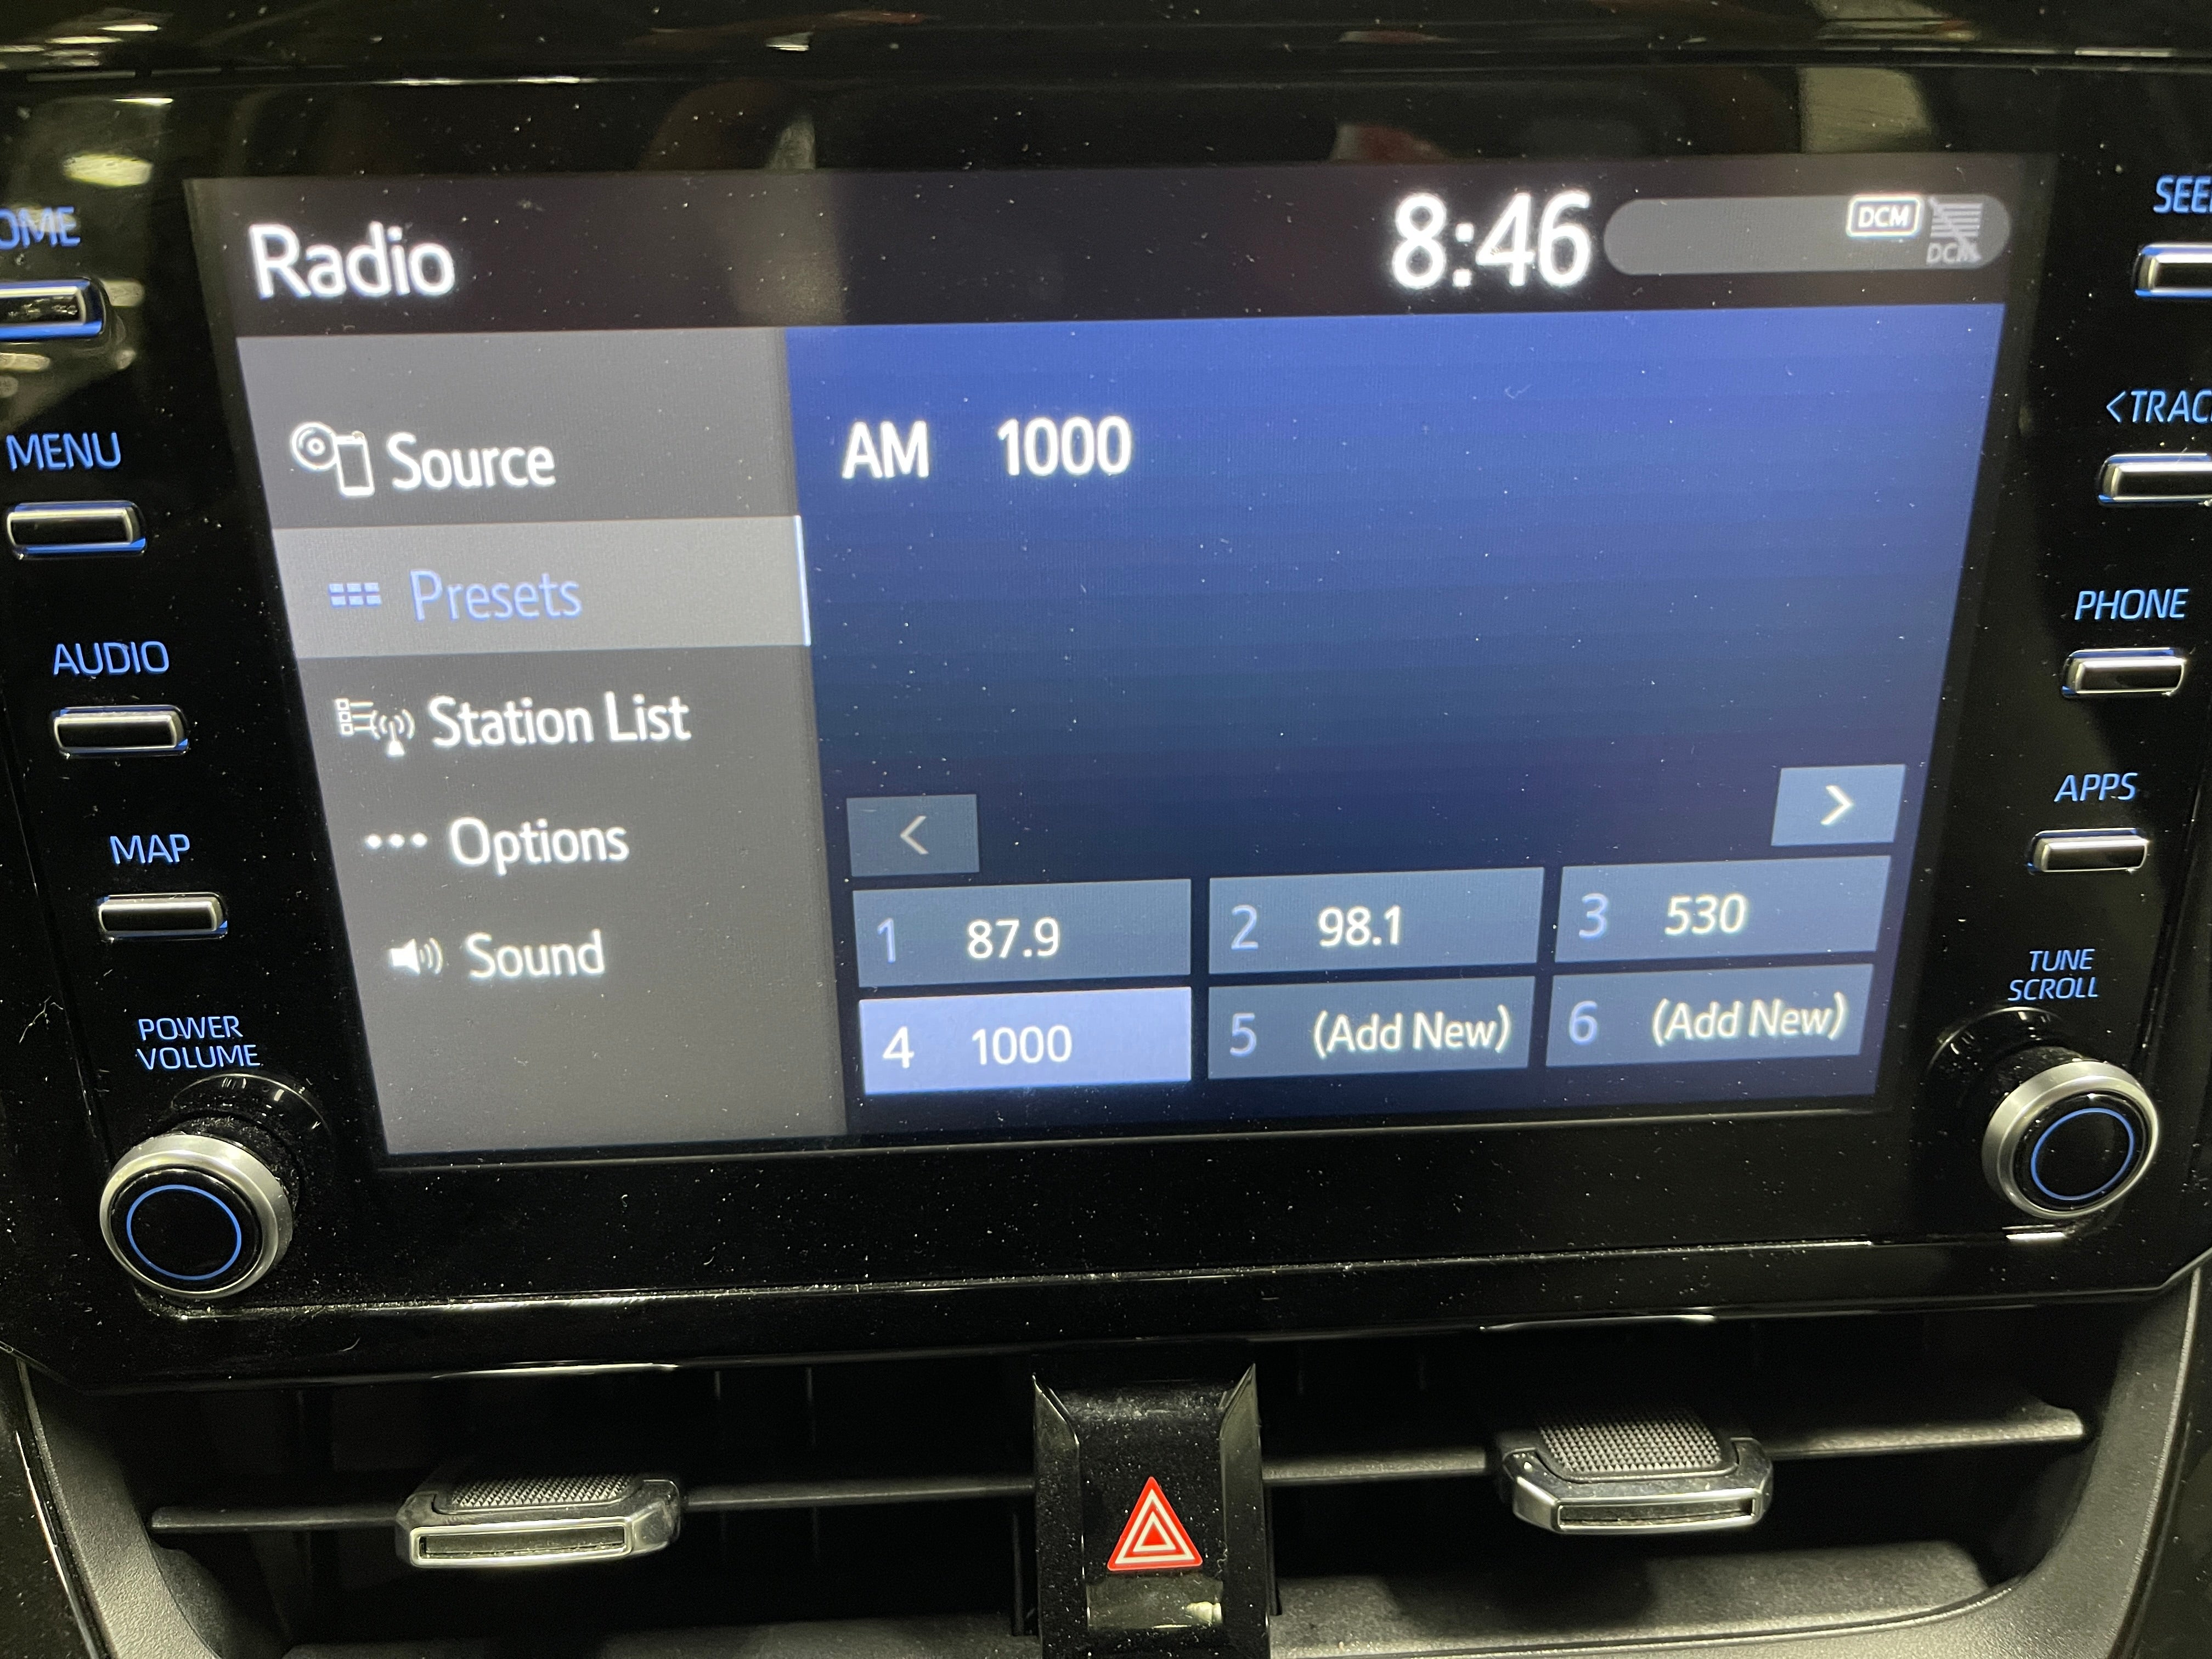 Radio
8:46
DCM
DCM
Source
Presets
Station List
Options
Sound
AM 1000
<
>
1 87.9
2 98.1
3 530
4 1000
5 (Add New)
6 (Add New)
MENU
AUDIO
MAP
POWER
VOLUME
PHONE
APPS
TUNE
SCROLL